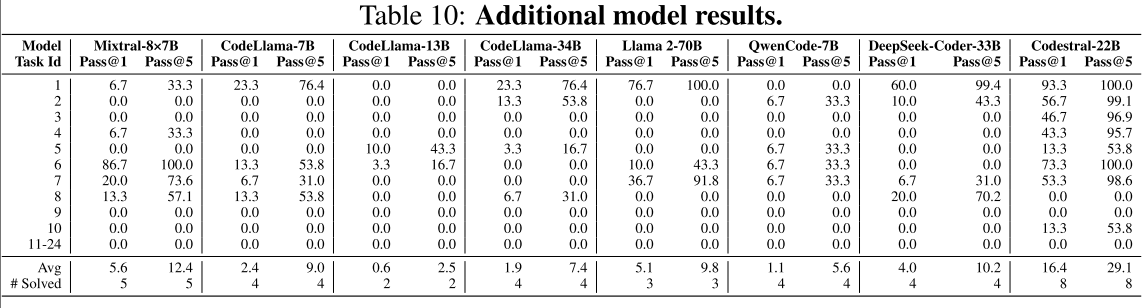 Table 10: Additional model results.
Model Mixtral-8×7B CodeLlama-7B CodeLlama-13B CodeLlama-34B Llama 2-70B QwenCode-7B DeepSeek-Coder-33B Codestral-22B
Task Id Pass@1 Pass@5 Pass@1 Pass@5 Pass@1 Pass@5 Pass@1 Pass@5 Pass@1 Pass@5 Pass@1 Pass@5 Pass@1 Pass@5 Pass@1 Pass@5
1 6.7 33.3 23.3 76.4 0.0 0.0 23.3 76.4 76.7 100.0 0.0 0.0 60.0 99.4 93.3 100.0
2 0.0 0.0 0.0 0.0 0.0 0.0 13.3 53.8 0.0 0.0 6.7 33.3 10.0 43.3 56.7 99.1
3 0.0 0.0 0.0 0.0 0.0 0.0 0.0 0.0 0.0 0.0 0.0 0.0 0.0 0.0 46.7 96.9
4 6.7 33.3 0.0 0.0 0.0 0.0 0.0 0.0 0.0 0.0 0.0 0.0 0.0 0.0 43.3 95.7
5 0.0 0.0 0.0 0.0 10.0 43.3 3.3 16.7 0.0 0.0 6.7 33.3 0.0 0.0 13.3 53.8
6 86.7 100.0 13.3 53.8 3.3 16.7 0.0 0.0 10.0 43.3 6.7 33.3 0.0 0.0 73.3 100.0
7 20.0 73.6 6.7 31.0 0.0 0.0 0.0 0.0 36.7 91.8 6.7 33.3 6.7 31.0 53.3 98.6
8 13.3 57.1 13.3 53.8 0.0 0.0 6.7 31.0 0.0 0.0 0.0 0.0 20.0 70.2 0.0 0.0
9 0.0 0.0 0.0 0.0 0.0 0.0 0.0 0.0 0.0 0.0 0.0 0.0 0.0 0.0 0.0 0.0
10 0.0 0.0 0.0 0.0 0.0 0.0 0.0 0.0 0.0 0.0 0.0 0.0 0.0 0.0 13.3 53.8
11-24 0.0 0.0 0.0 0.0 0.0 0.0 0.0 0.0 0.0 0.0 0.0 0.0 0.0 0.0 0.0 0.0
Avg 5.6 12.4 2.4 9.0 0.6 2.5 1.9 7.4 5.1 9.8 1.1 5.6 4.0 10.2 16.4 29.1
# Solved 5 5 4 4 2 2 4 4 3 3 4 4 4 4 8 8